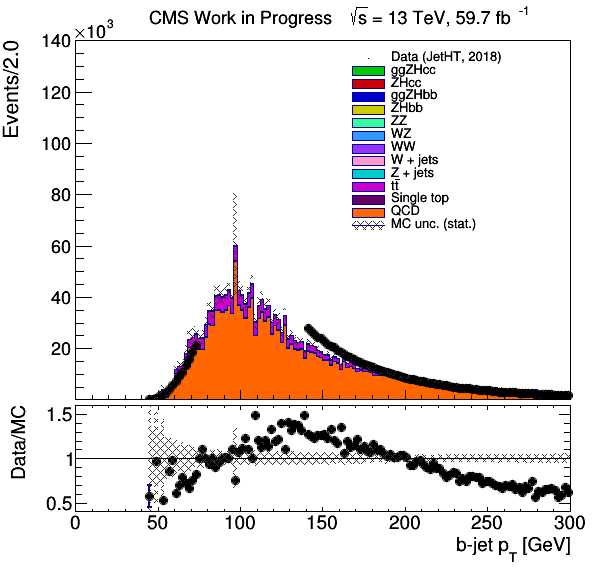 CMS Work in Progress √s = 13 TeV, 59.7 fb⁻¹
×10³
Events/2.0
140
120
100
80
60
40
20
Data (JetHT, 2018)
ggZHcc
ZHcc
ggZHbb
ZHbb
ZZ
WZ
WW
W + jets
Z + jets
tt̄
Single top
QCD
MC unc. (stat.)
Data/MC
1.5
1
0.5
0 50 100 150 200 250 300
b-jet p_T [GeV]